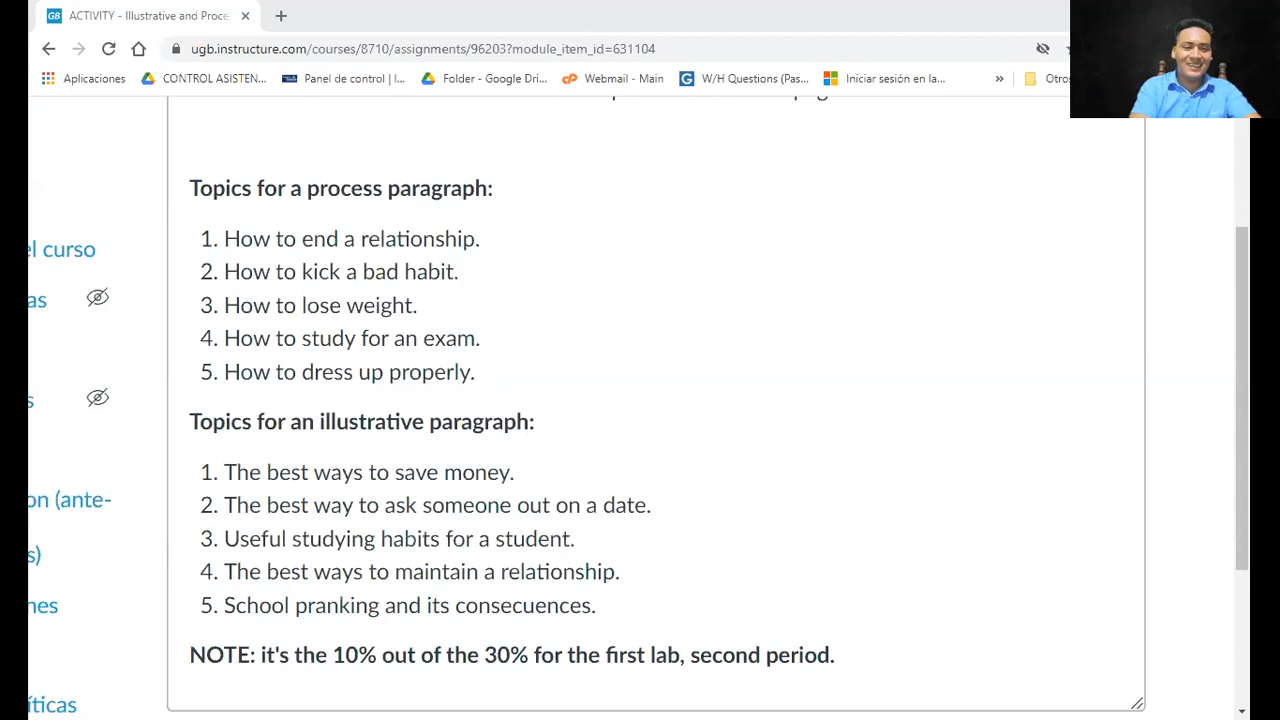 GB ACTIVITY - Illustrative and Proce
ugb.instructure.com/courses/8710/assignments/96203?module_item_id=631104
Aplicaciones CONTROL ASISTEN... Panel de control | I... Folder - Google Dri... Webmail - Main W/H Questions (Pas... Iniciar sesión en la... » Otros
Topics for a process paragraph:
1. How to end a relationship.
el curso
2. How to kick a bad habit.
3. How to lose weight.
4. How to study for an exam.
5. How to dress up properly.
Topics for an illustrative paragraph:
1. The best ways to save money.
on (ante-
2. The best way to ask someone out on a date.
3. Useful studying habits for a student.
s)
4. The best ways to maintain a relationship.
5. School pranking and its consecuences.
nes
NOTE: it's the 10% out of the 30% for the first lab, second period.
íticas